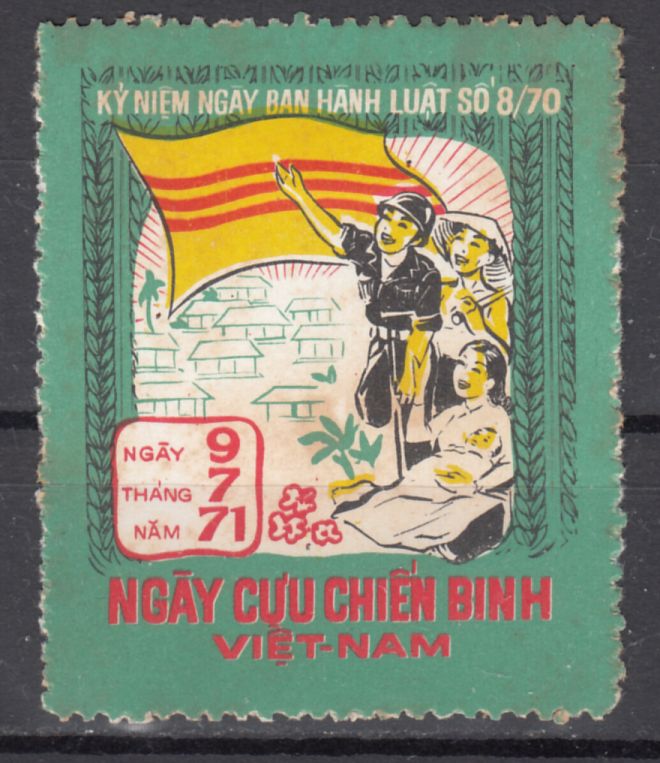 KỶ NIỆM NGÀY BAN HÀNH LUẬT SỐ 8/70
NGÀY 9
THÁNG 7
NĂM 71
NGÀY CỰU CHIẾN BINH
VIỆT-NAM